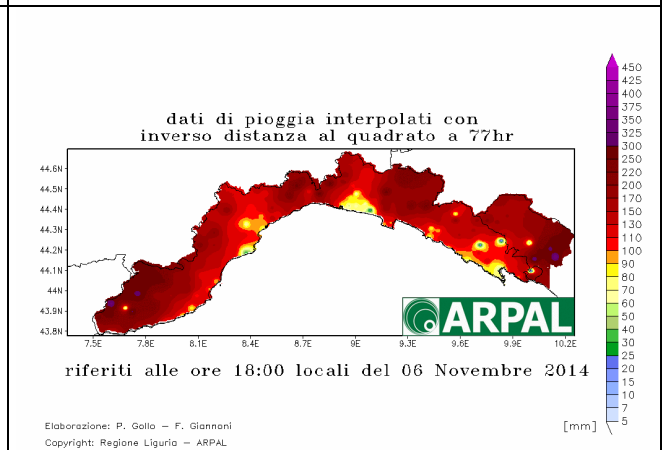 dati di pioggia interpolati con
inverso distanza al quadrato a 77hr
450
425
400
375
350
325
300
250
220
200
170
150
130
110
100
90
80
70
60
50
40
30
25
20
15
10
7
5
44.6N
44.5N
44.4N
44.3N
44.2N
44.1N
44N
43.9N
43.8N
ARPAL
7.5E 7.8E 8.1E 8.4E 8.7E 9E 9.3E 9.6E 9.9E 10.2E
riferiti alle ore 18:00 locali del 06 Novembre 2014
[mm]
Elaborazione: P. Gollo – F. Giannoni
Copyright: Regione Liguria – ARPAL